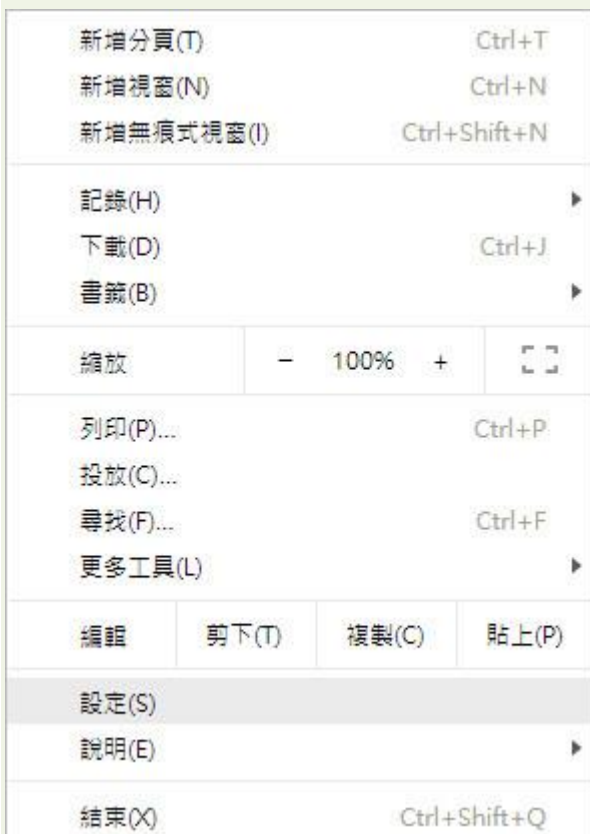 新增分頁(T) Ctrl+T
新增視窗(N) Ctrl+N
新增無痕式視窗(I) Ctrl+Shift+N
記錄(H)
下載(D) Ctrl+J
書籤(B)
縮放 − 100% +
列印(P)... Ctrl+P
投放(C)...
尋找(F)... Ctrl+F
更多工具(L)
編輯 剪下(T) 複製(C) 貼上(P)
設定(S)
說明(E)
結束(X) Ctrl+Shift+Q